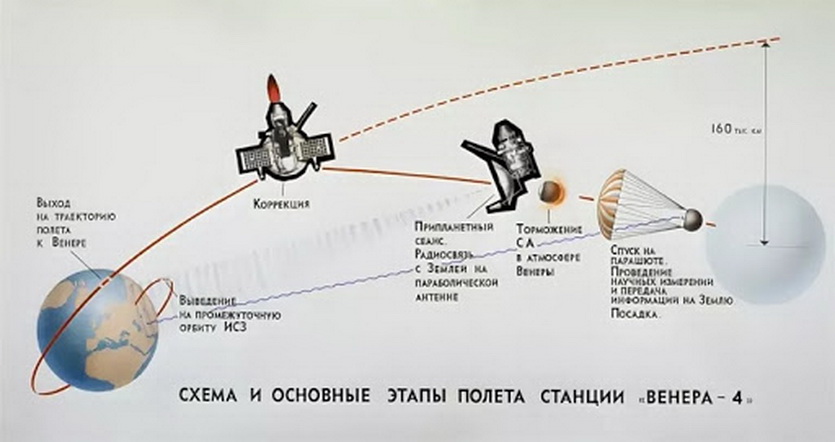 160 тыс. км
Коррекция
Выход
на траекторию
полета
к Венере
Припланетный
сеанс.
Радиосвязь
с Землей на
параболической
антенне
Торможение
СА
в атмосфере
Венеры
Спуск на
парашюте.
Проведение
научных измерений
и передача
информаций на Землю
Посадка.
Выведение
на промежуточную
орбиту ИСЗ
СХЕМА И ОСНОВНЫЕ ЭТАПЫ ПОЛЕТА СТАНЦИИ «ВЕНЕРА – 4»